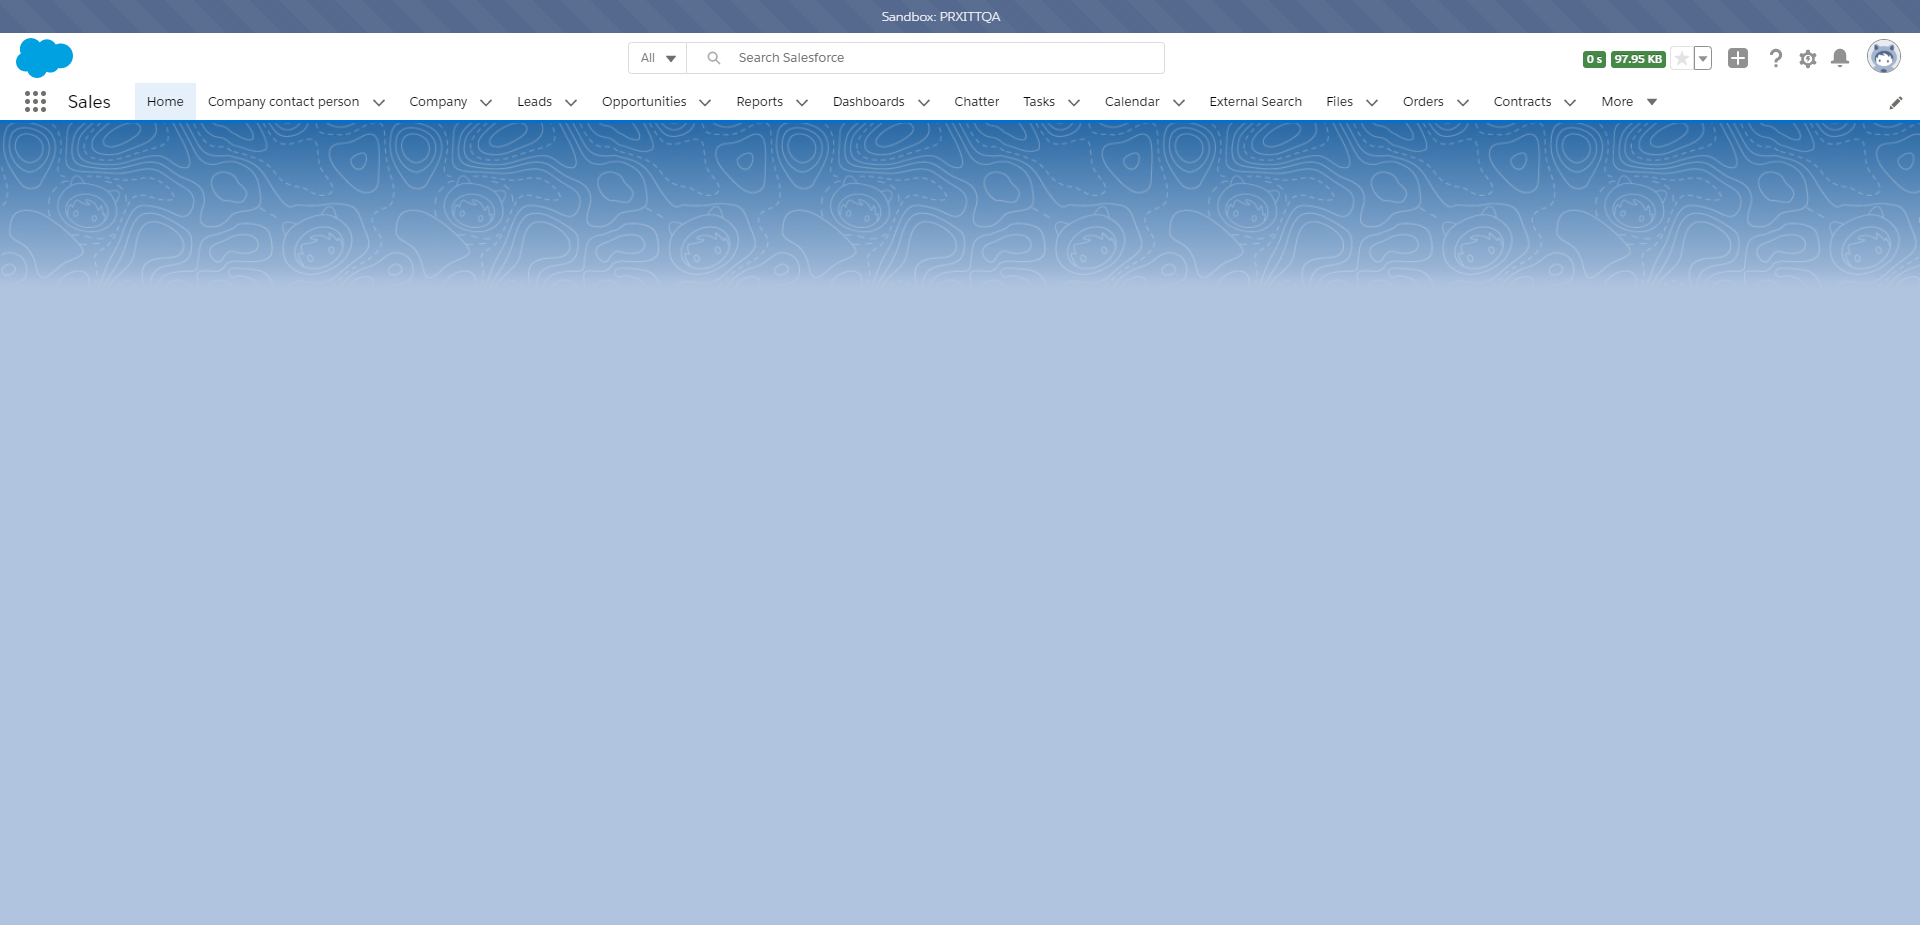 Sandbox: PRXITTQA
All
Search Salesforce
0 s
97.95 KB
Sales
Home
Company contact person
Company
Leads
Opportunities
Reports
Dashboards
Chatter
Tasks
Calendar
External Search
Files
Orders
Contracts
More